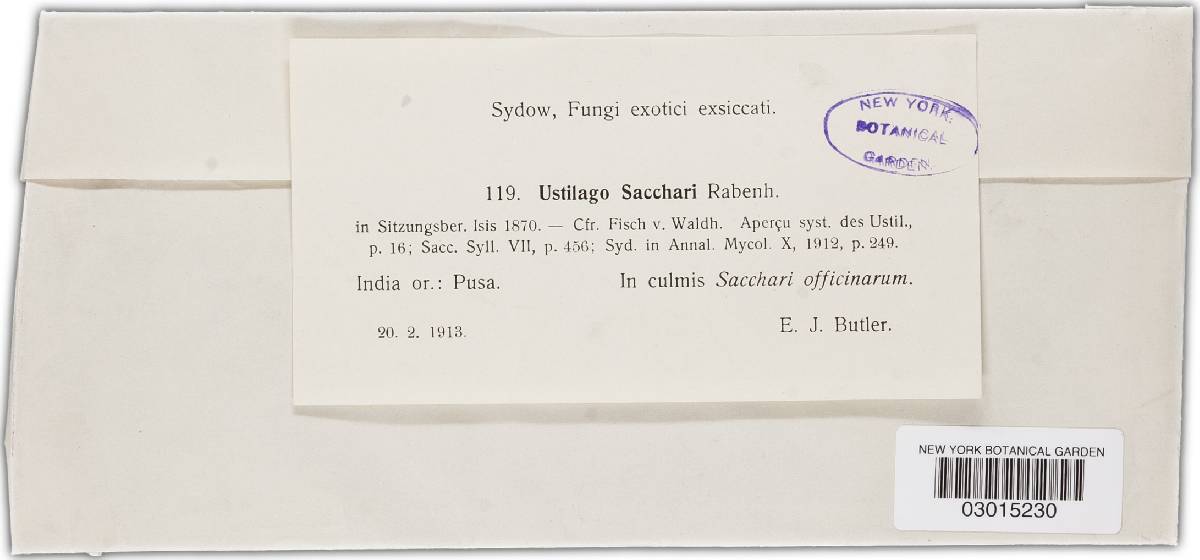 Sydow, Fungi exotici exsiccati.
NEW YORK
BOTANICAL
GARDEN
119. Ustilago Sacchari Rabenh.
in Sitzungsber. Isis 1870. — Cfr. Fisch v. Waldh. Aperçu syst. des Ustil.,
p. 16; Sacc. Syll. VII, p. 456; Syd. in Annal. Mycol. X, 1912, p. 249.
India or.: Pusa. In culmis Sacchari officinarum.
20. 2. 1913. E. J. Butler.
NEW YORK BOTANICAL GARDEN
03015230